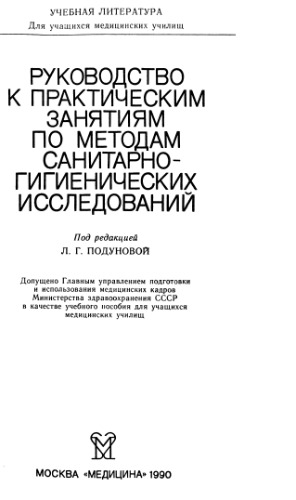 УЧЕБНАЯ ЛИТЕРАТУРА
Для учащихся медицинских училищ
РУКОВОДСТВО
К ПРАКТИЧЕСКИМ
ЗАНЯТИЯМ
ПО МЕТОДАМ
САНИТАРНО-
ГИГИЕНИЧЕСКИХ
ИССЛЕДОВАНИЙ
Под редакцией
Л. Г. ПОДУНОВОЙ
Допущено Главным управлением подготовки
и использования медицинских кадров
Министерства здравоохранения СССР
в качестве учебного пособия для учащихся
медицинских училищ
МОСКВА «МЕДИЦИНА» 1990